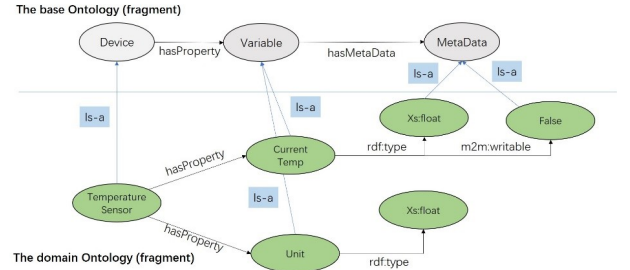 The base Ontology (fragment)
Device
hasProperty
Variable
hasMetaData
MetaData
Is-a
Is-a
Is-a
Is-a
Xs:float
False
Current
Temp
rdf:type
m2m:writable
hasProperty
Temperature
Sensor
Is-a
Xs:float
hasProperty
Unit
rdf:type
The domain Ontology (fragment)